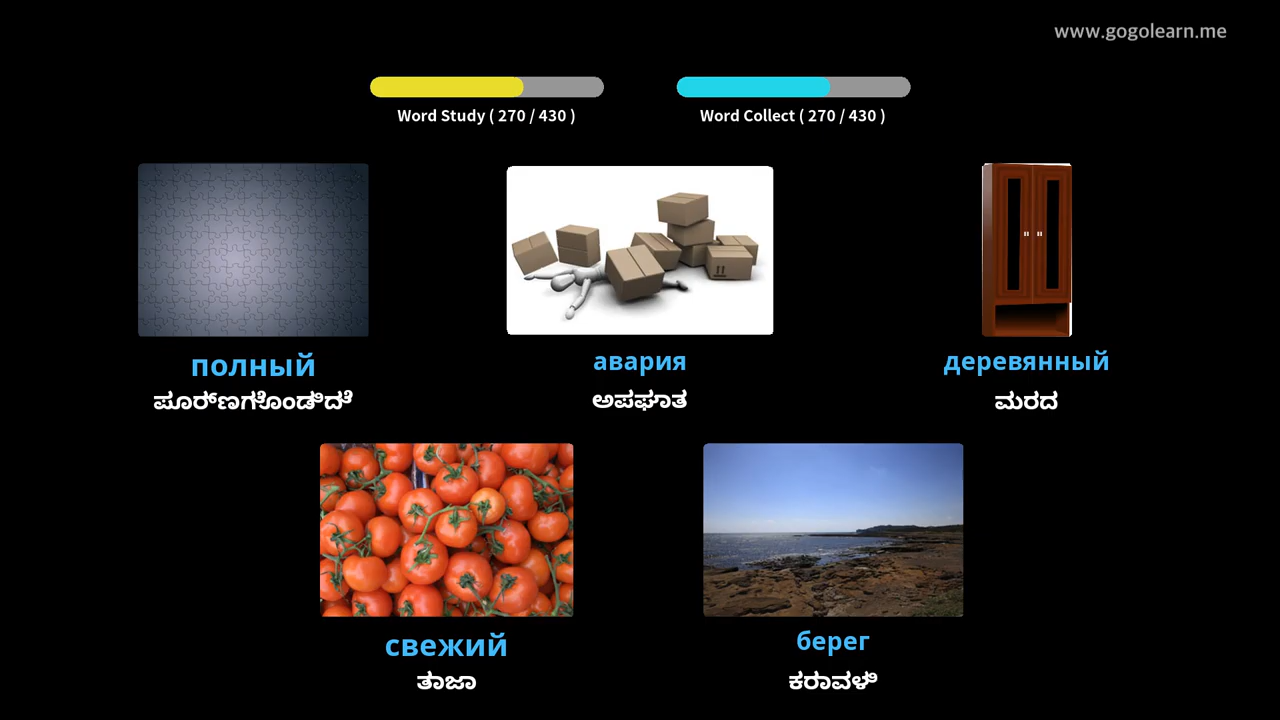 www.gogolearn.me
Word Study ( 270 / 430 )
Word Collect ( 270 / 430 )
полный
ಪೂರ್ಣಗೊಂಡಿದೆ
авария
ಅಪಘಾತ
деревянный
ಮರದ
свежий
ತಾಜಾ
берег
ಕರಾವಳಿ